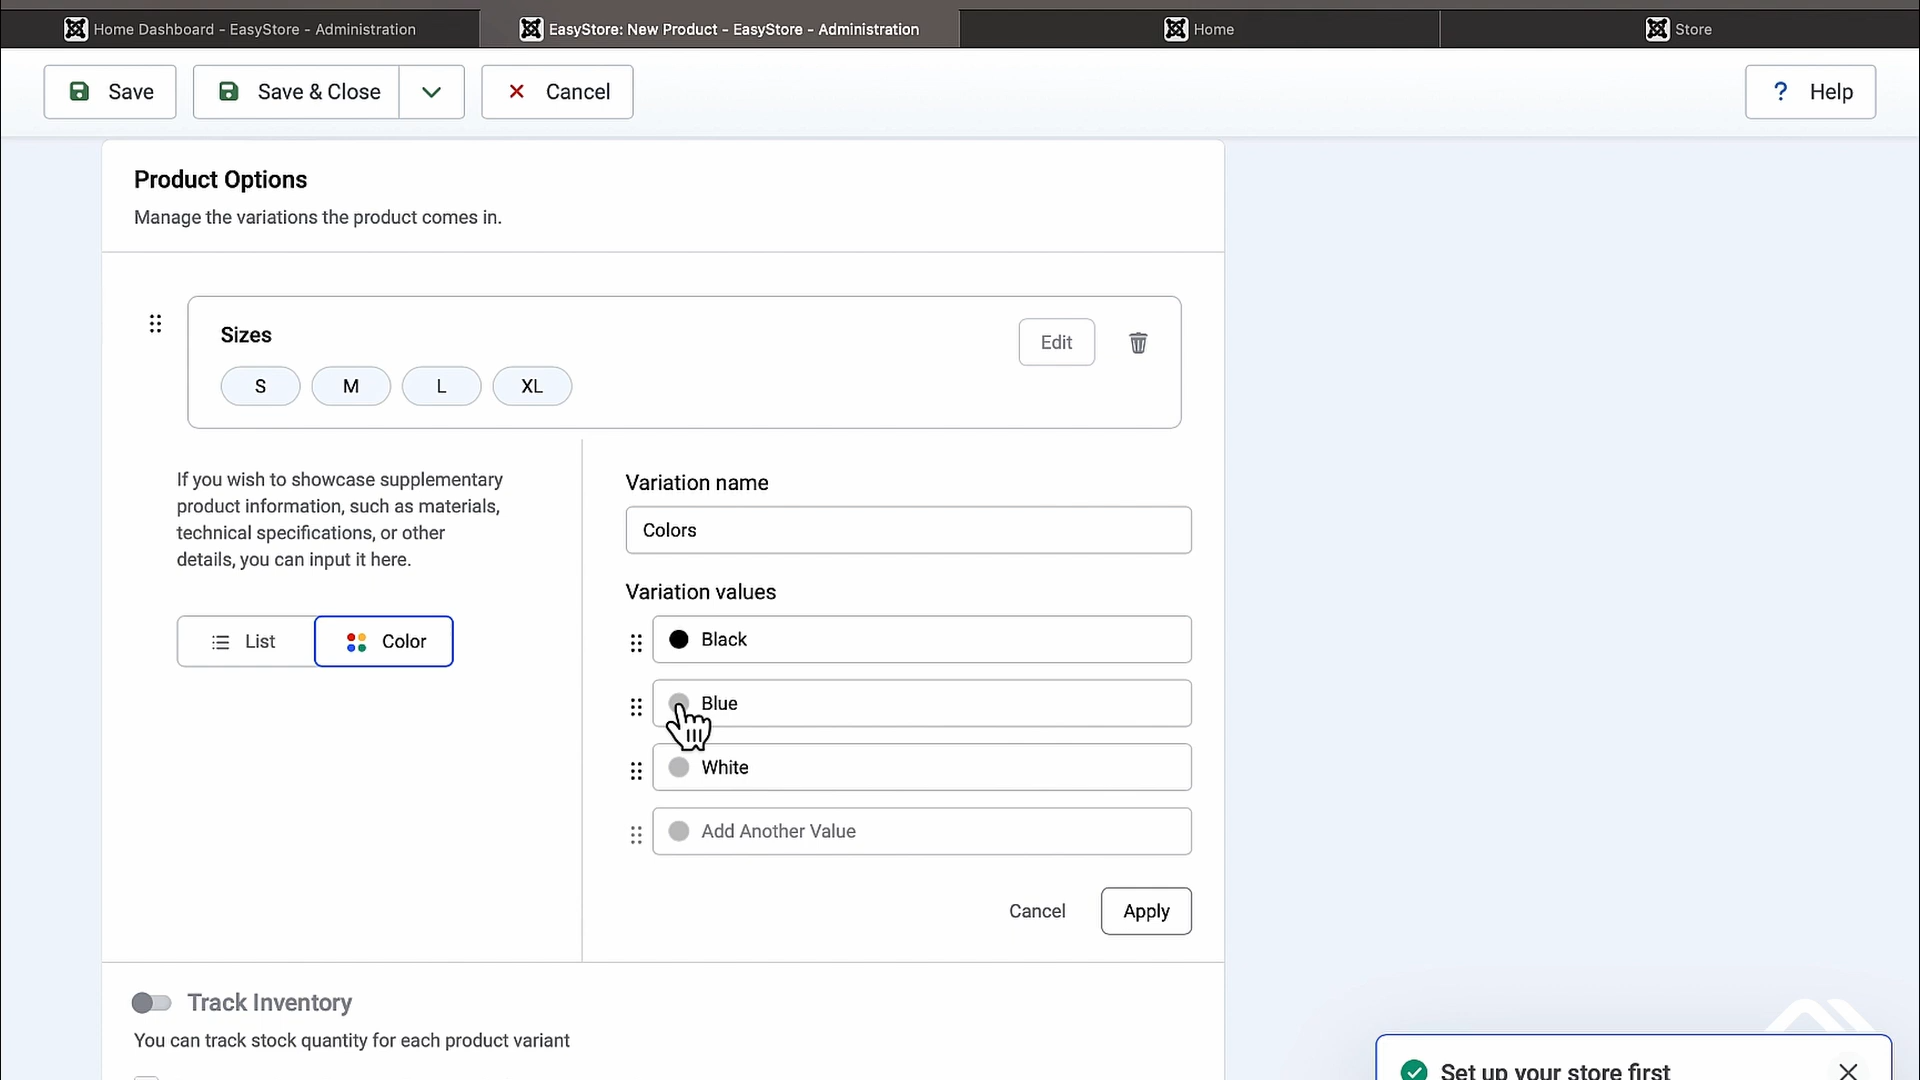 Home Dashboard - EasyStore - Administration
EasyStore: New Product - EasyStore - Administration
Home
Store
Save
Save & Close
Cancel
? Help
Product Options
Manage the variations the product comes in.
Sizes
Edit
S M L XL
If you wish to showcase supplementary
product information, such as materials,
technical specifications, or other
details, you can input it here.
List
Color
Variation name
Colors
Variation values
Black
Blue
White
Add Another Value
Cancel
Apply
Track Inventory
You can track stock quantity for each product variant
Set up your store first